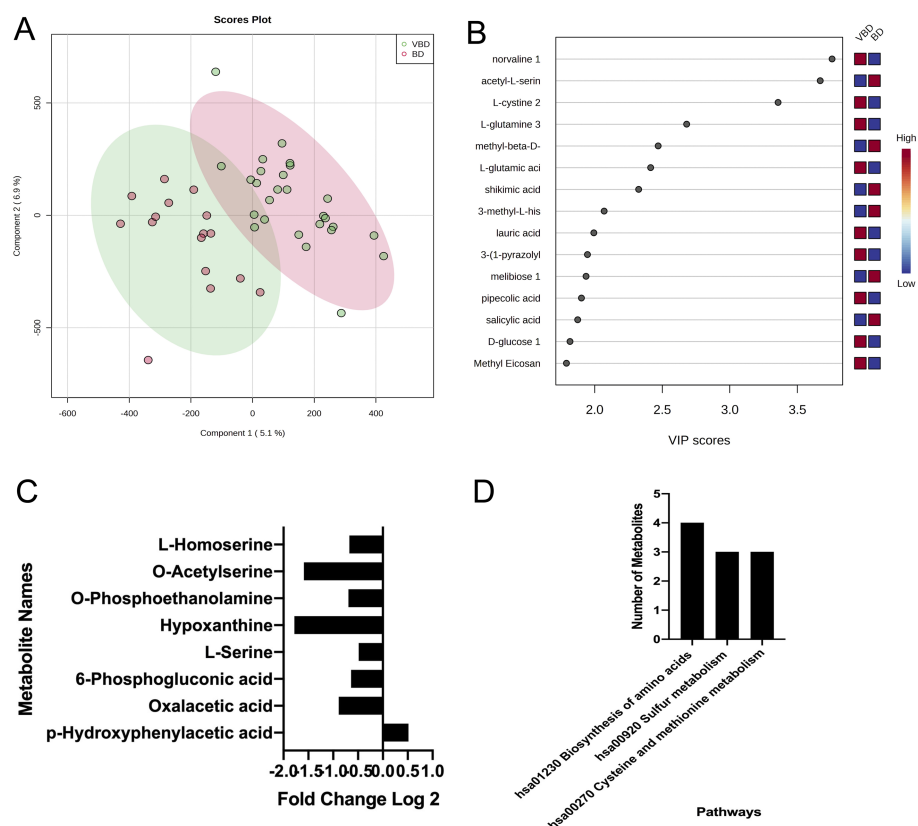 A
Scores Plot
VBD
BD
500
0
-500
Component 2 ( 6.9 %)
-600
-400
-200
0
200
400
Component 1 ( 5.1 %)
B
VBD
BD
norvaline 1
acetyl-L-serin
L-cystine 2
L-glutamine 3
methyl-beta-D-
L-glutamic aci
shikimic acid
3-methyl-L-his
lauric acid
3-(1-pyrazolyl
melibiose 1
pipecolic acid
salicylic acid
D-glucose 1
Methyl Eicosan
2.0
2.5
3.0
3.5
VIP scores
High
Low
C
Metabolite Names
L-Homoserine
O-Acetylserine
O-Phosphoethanolamine
Hypoxanthine
L-Serine
6-Phosphogluconic acid
Oxalacetic acid
p-Hydroxyphenylacetic acid
-2.0-1.5-1.0-0.50.00.51.0
Fold Change Log 2
D
Number of Metabolites
5
4
3
2
1
0
hsa01230 Biosynthesis of amino acids
hsa00920 Sulfur metabolism
hsa00270 Cysteine and methionine metabolism
Pathways